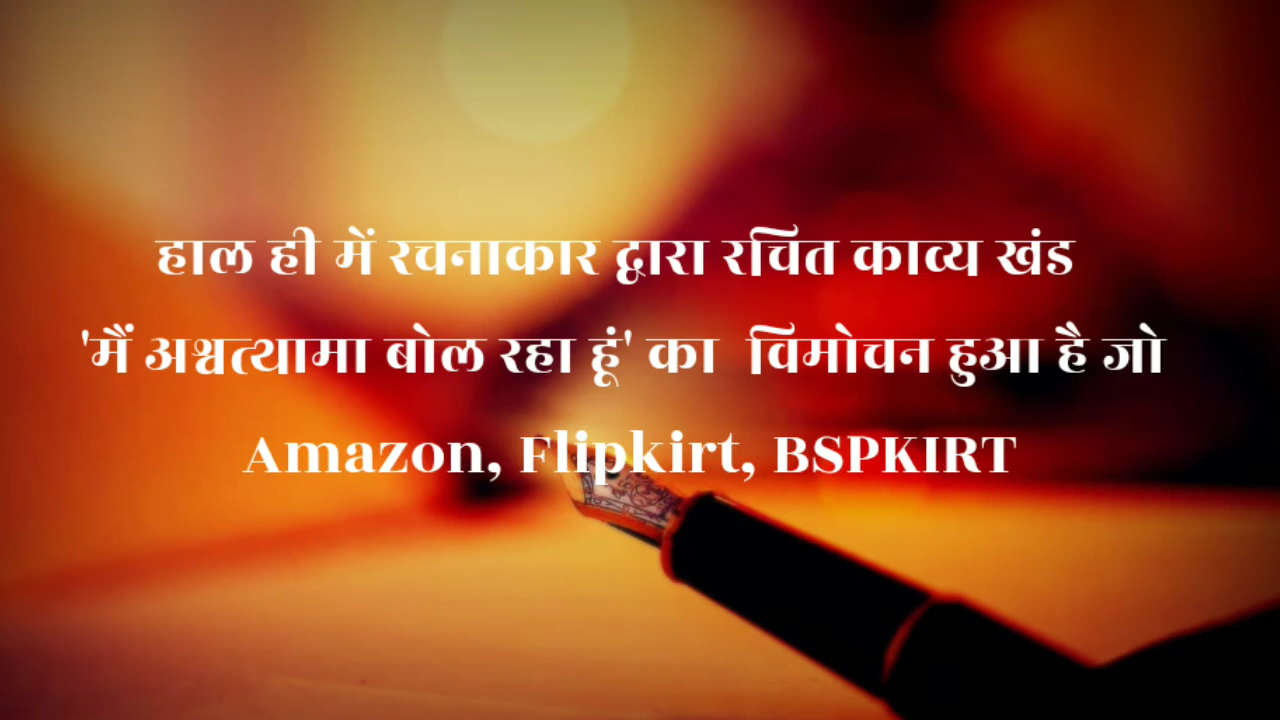 हाल ही में रचनाकार द्वारा रचित काव्य खंड
'मैं अश्वत्थामा बोल रहा हूं' का विमोचन हुआ है जो
Amazon, Flipkirt, BSPKIRT